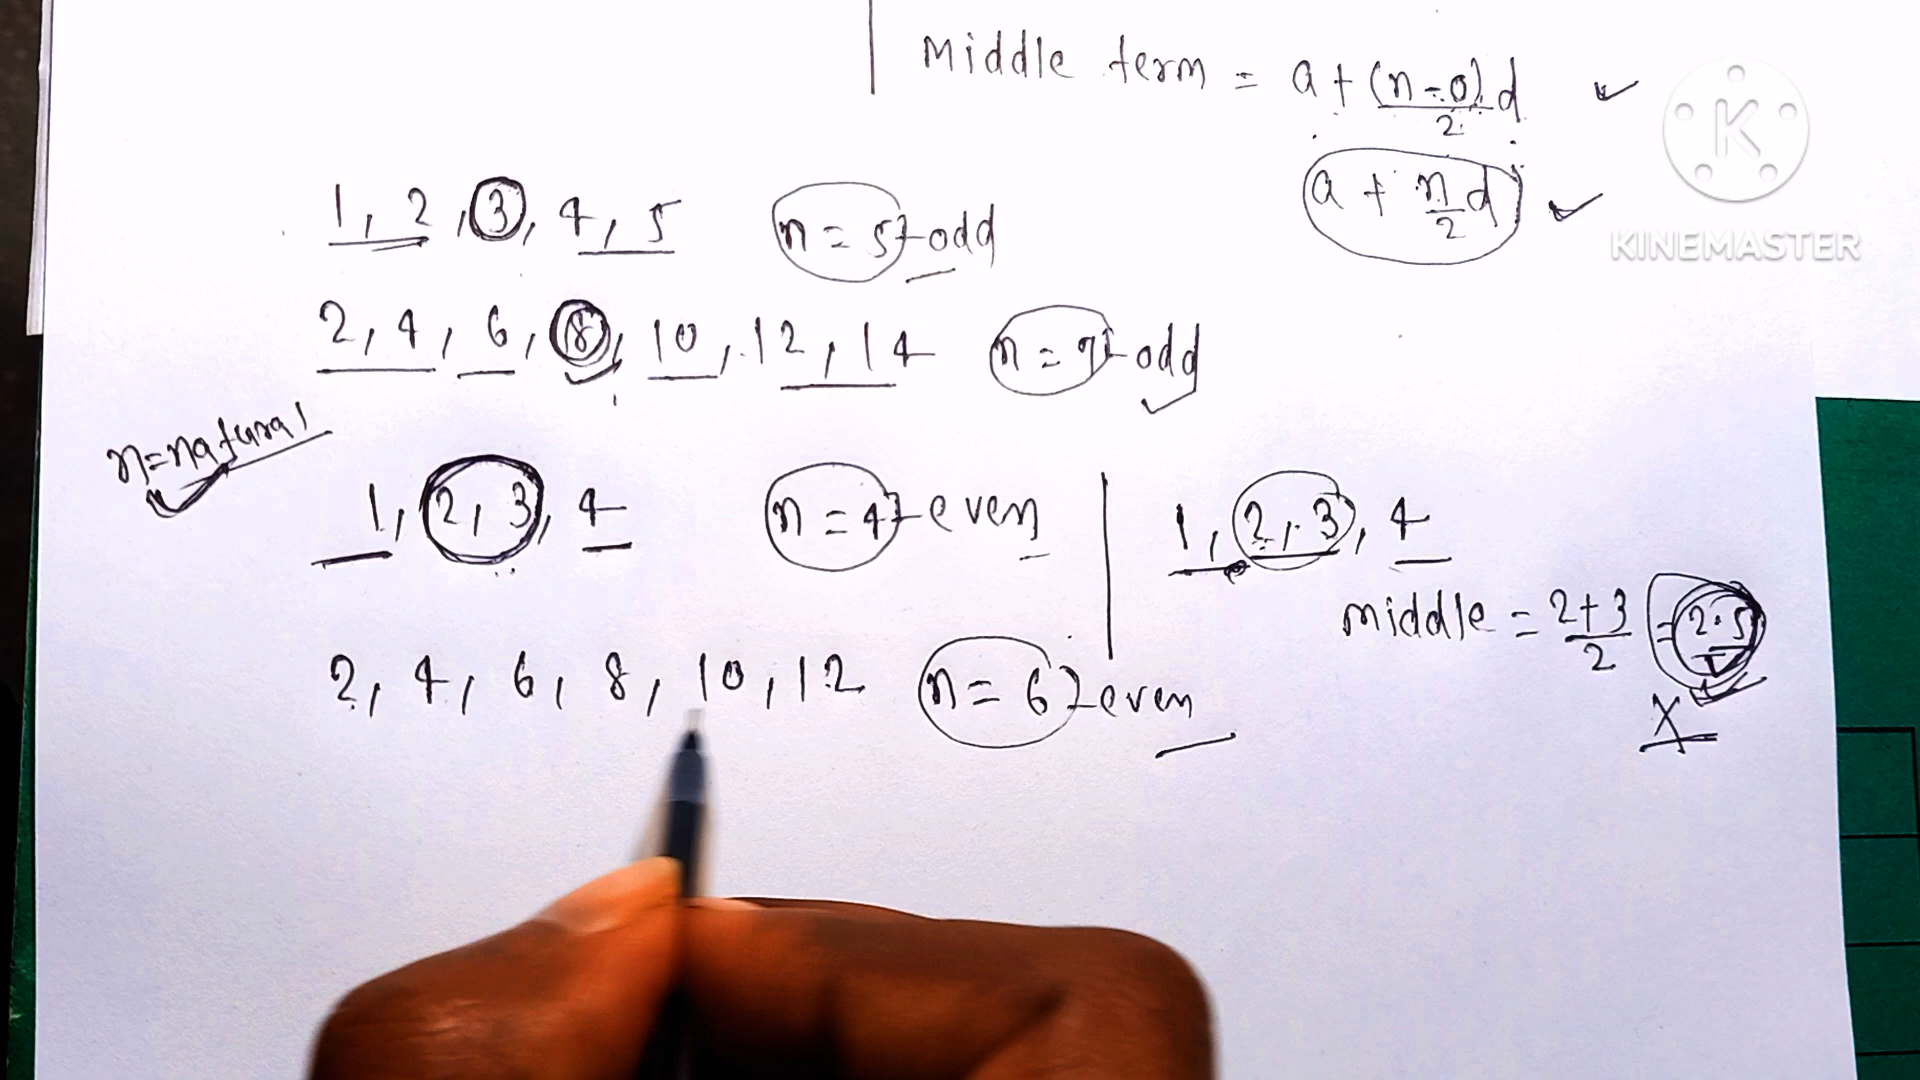 Middle term = a + (n-0)/2 d
a + n/2 d
KINEMASTER
1, 2, 3, 4, 5 n = 5 odd
2, 4, 6, 8, 10, 12, 14 n = 7 odd
n=natural
1, 2, 3, 4 n = 4 even
1, 2, 3, 4
middle = 2+3/2 = 2.5
X
2, 4, 6, 8, 10, 12 n = 6 even